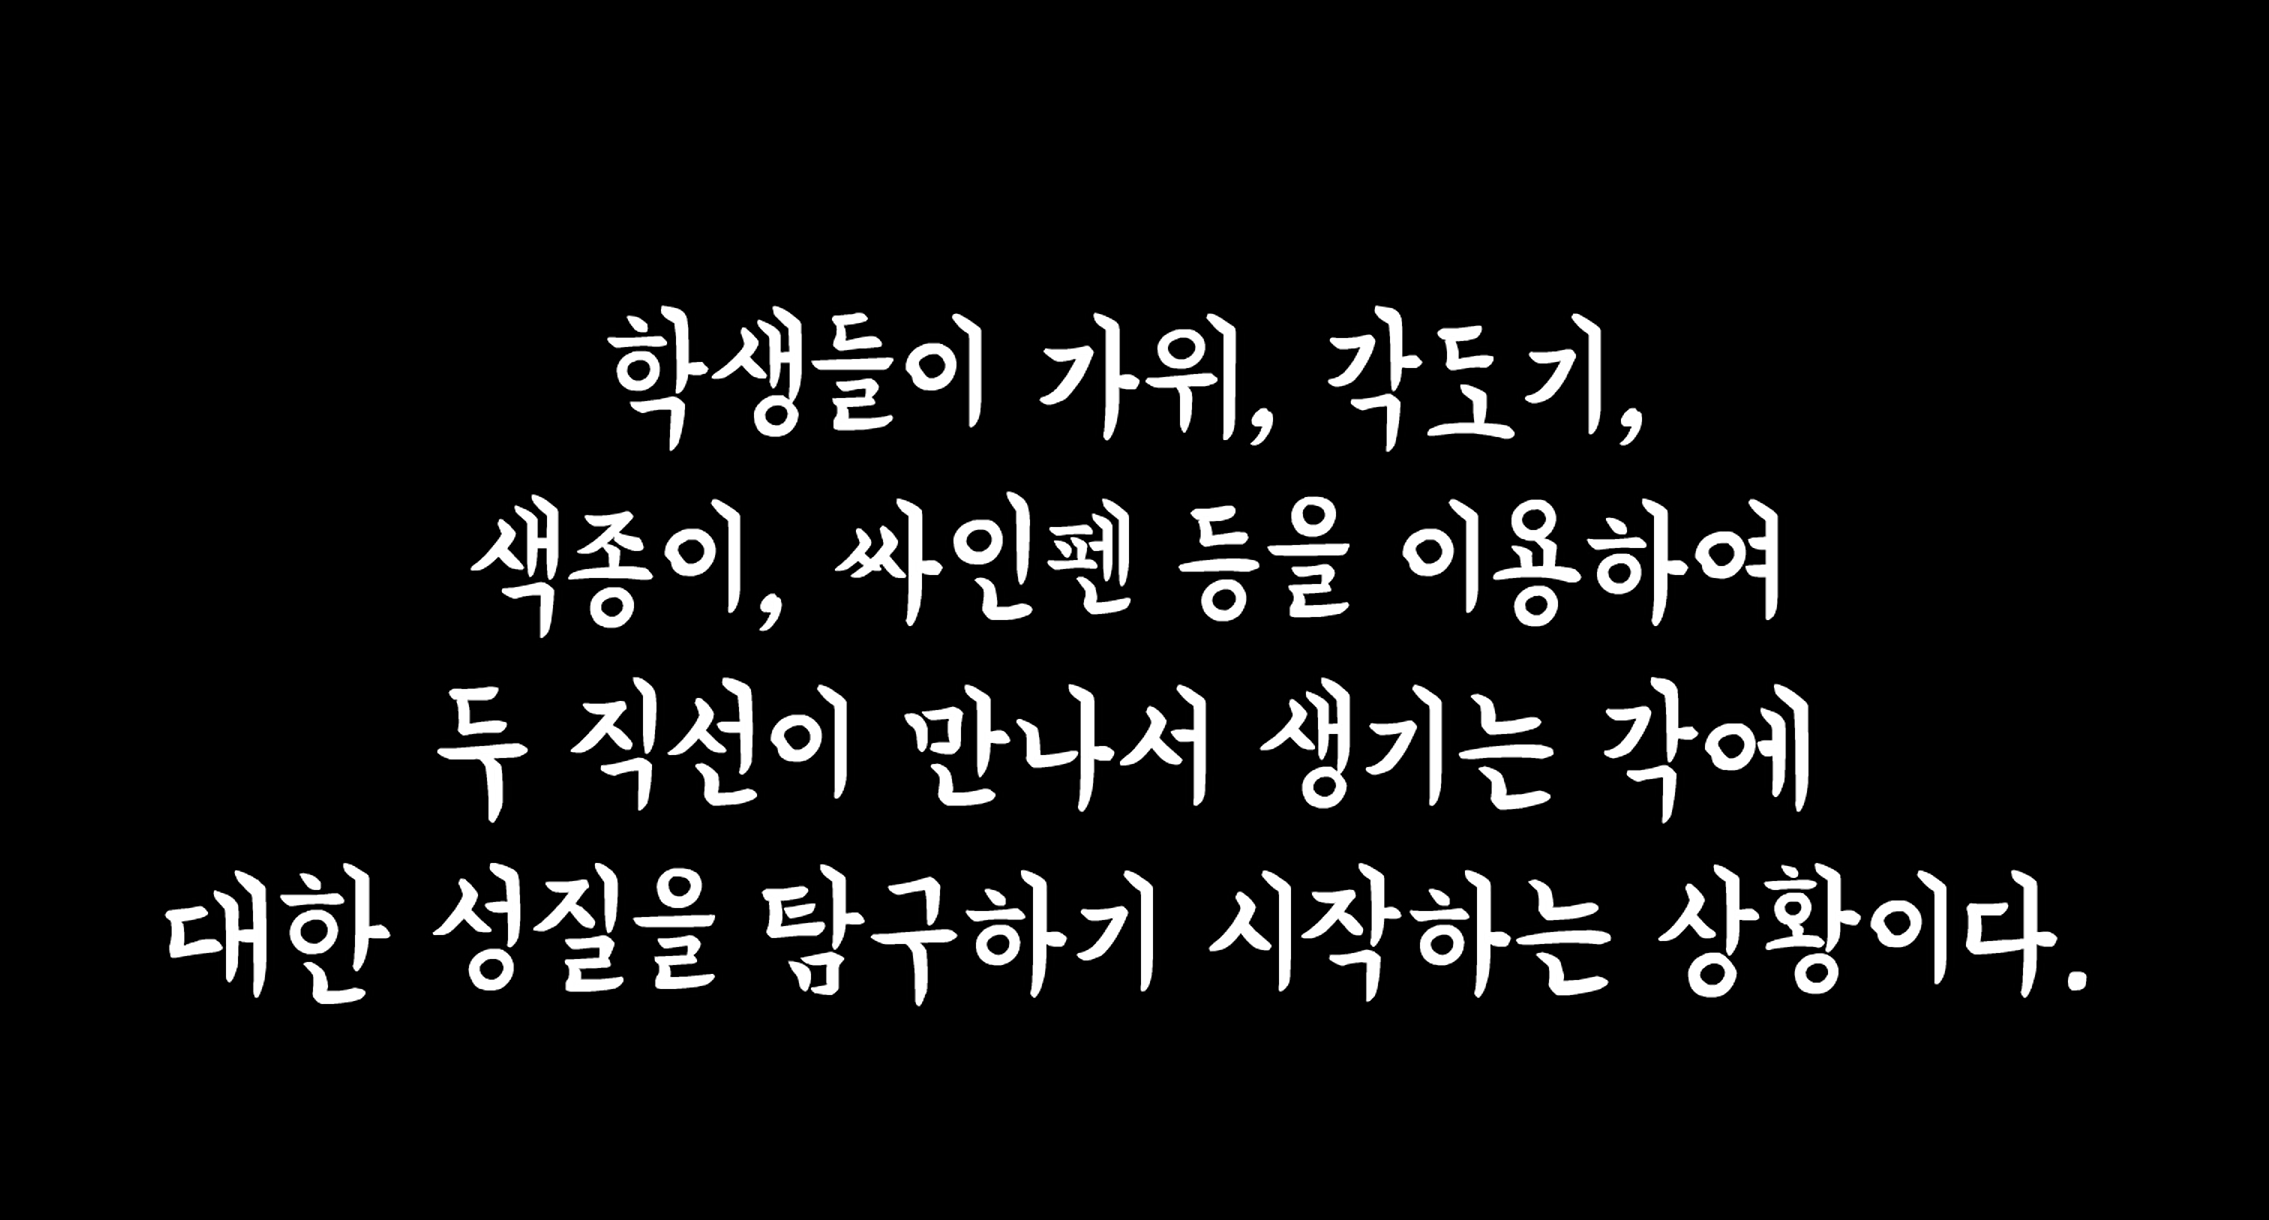 학생들이 가위, 각도기,
색종이, 싸인펜 등을 이용하여
두 직선이 만나서 생기는 각에
대한 성질을 탐구하기 시작하는 상황이다.